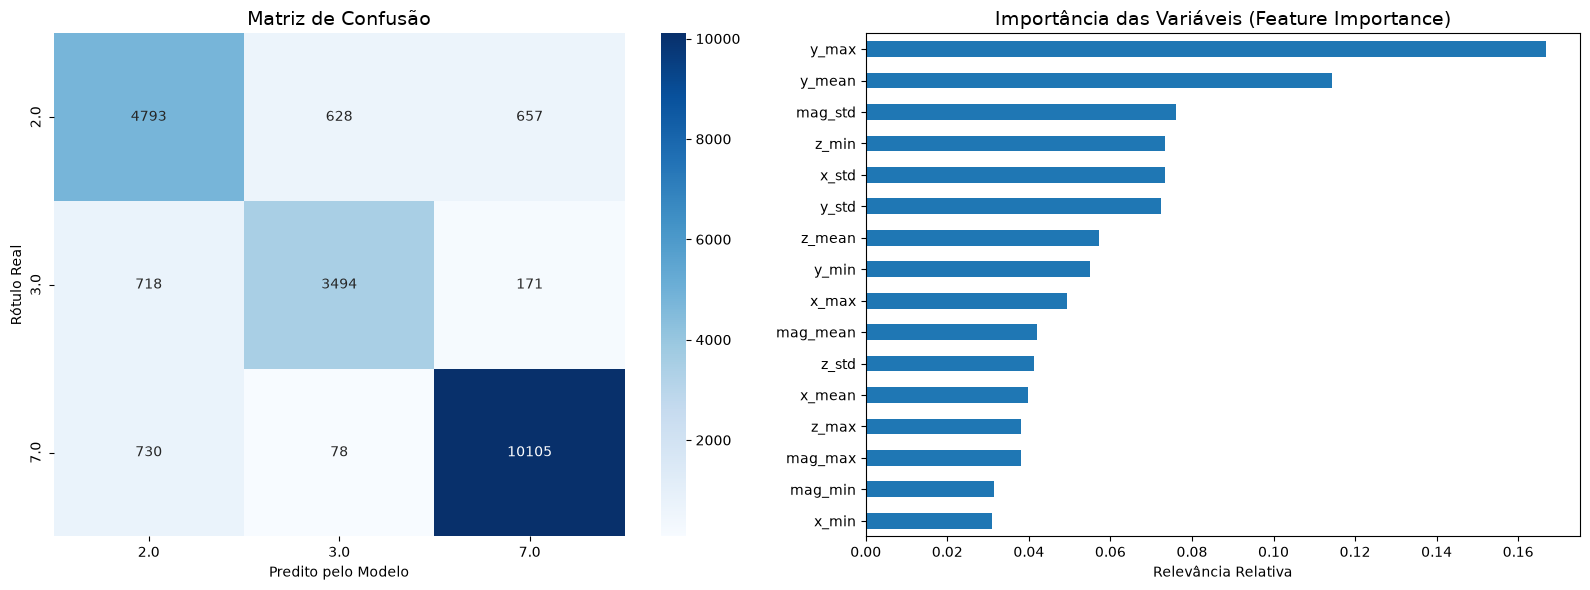 Matriz de Confusão
2.0
4793
628
657
3.0
718
3494
171
7.0
730
78
10105
2.0
3.0
7.0
Rótulo Real
Predito pelo Modelo
10000
8000
6000
4000
2000
Importância das Variáveis (Feature Importance)
y_max
y_mean
mag_std
z_min
x_std
y_std
z_mean
y_min
x_max
mag_mean
z_std
x_mean
z_max
mag_max
mag_min
x_min
0.00
0.02
0.04
0.06
0.08
0.10
0.12
0.14
0.16
Relevância Relativa